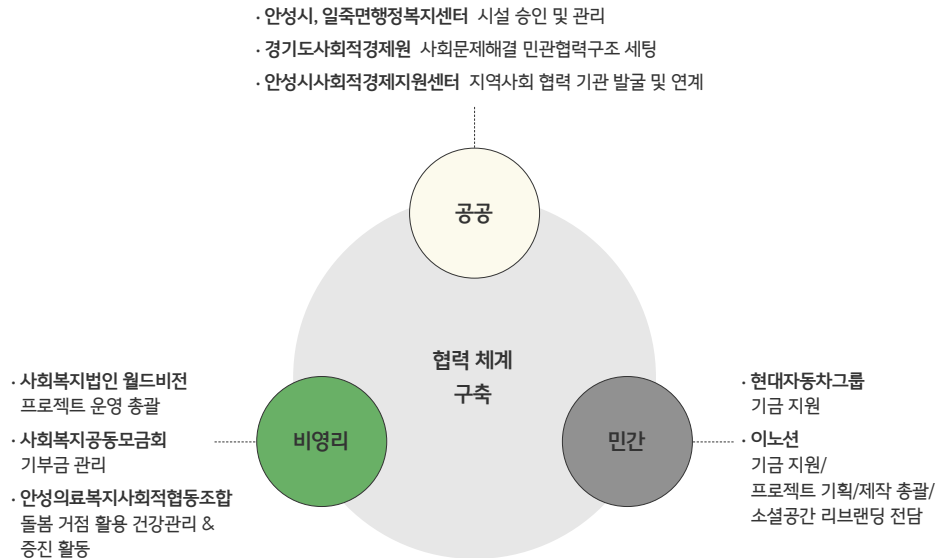 · 안성시, 일죽면행정복지센터 시설 승인 및 관리
· 경기도사회적경제원 사회문제해결 민관협력구조 세팅
· 안성시사회적경제지원센터 지역사회 협력 기관 발굴 및 연계
공공
협력 체계
구축
· 사회복지법인 월드비전
프로젝트 운영 총괄
· 사회복지공동모금회
기부금 관리
· 안성의료복지사회적협동조합
돌봄 거점 활용 건강관리 &
증진 활동
비영리
민간
· 현대자동차그룹
기금 지원
· 이노션
기금 지원/
프로젝트 기획/제작 총괄/
소셜공간 리브랜딩 전담